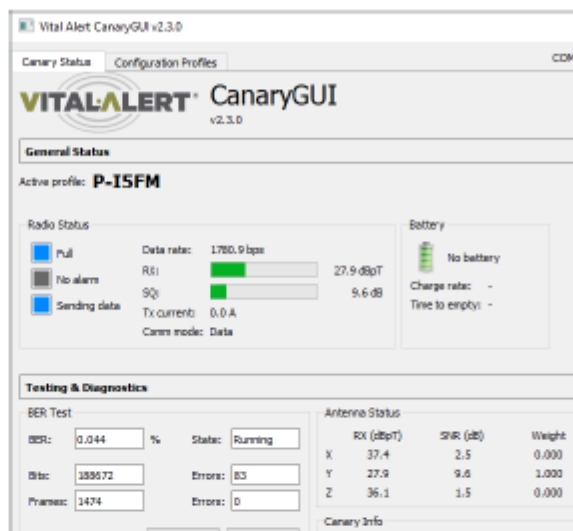 Vital Alert CanaryGUI v2.3.0
Canary Status Configuration Profiles COM
VITAL ALERT® CanaryGUI
v2.3.0
General Status
Active profile: P-I5FM
Radio Status
Full
No alarm
Sending data
Data rate: 1780.9 bps
RX: 27.9 dBpT
SQ: 9.6 dB
Tx current: 0.0 A
Comm mode: Data
Battery
No battery
Charge rate: -
Time to empty: -
Testing & Diagnostics
BER Test
BER: 0.044 % State: Running
Bits: 188672 Errors: 83
Frames: 1474 Errors: 0
Antenna Status
RX (dBpT) SNR (dB) Weight
X 37.4 2.5 0.000
Y 27.9 9.6 1.000
Z 36.1 1.5 0.000
Canary Info